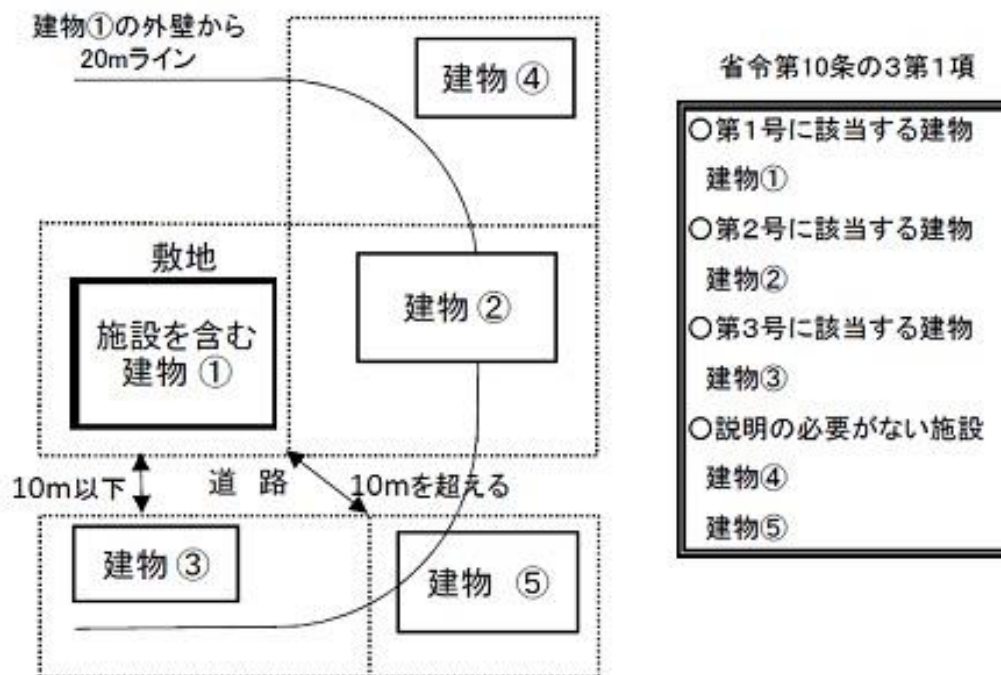 建物①の外壁から
20mライン
建物 ④
敷地
施設を含む
建物 ①
建物 ②
10m以下
道 路
10mを超える
建物 ③
建物 ⑤
省令第10条の3第1項
○第1号に該当する建物
建物①
○第2号に該当する建物
建物②
○第3号に該当する建物
建物③
○説明の必要がない施設
建物④
建物⑤